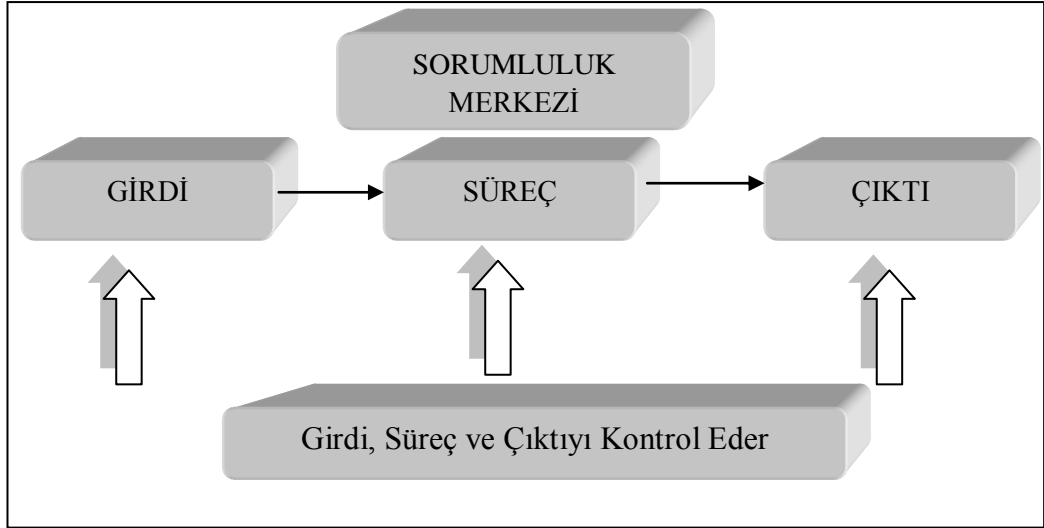 SORUMLULUK
MERKEZİ
GİRDİ
SÜREÇ
ÇIKTI
Girdi, Süreç ve Çıktıyı Kontrol Eder